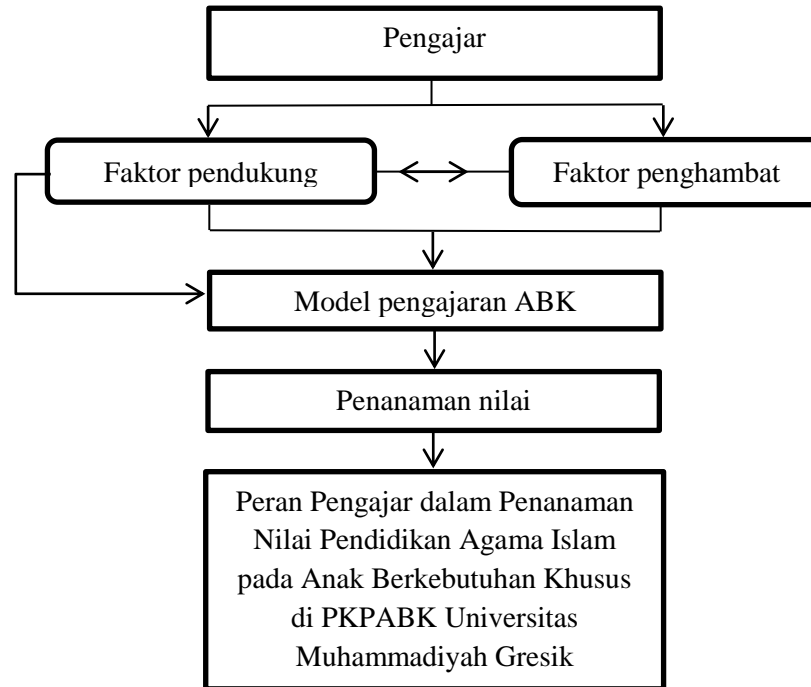 Pengajar
Faktor pendukung
Faktor penghambat
Model pengajaran ABK
Penanaman nilai
Peran Pengajar dalam Penanaman
Nilai Pendidikan Agama Islam
pada Anak Berkebutuhan Khusus
di PKPABK Universitas
Muhammadiyah Gresik